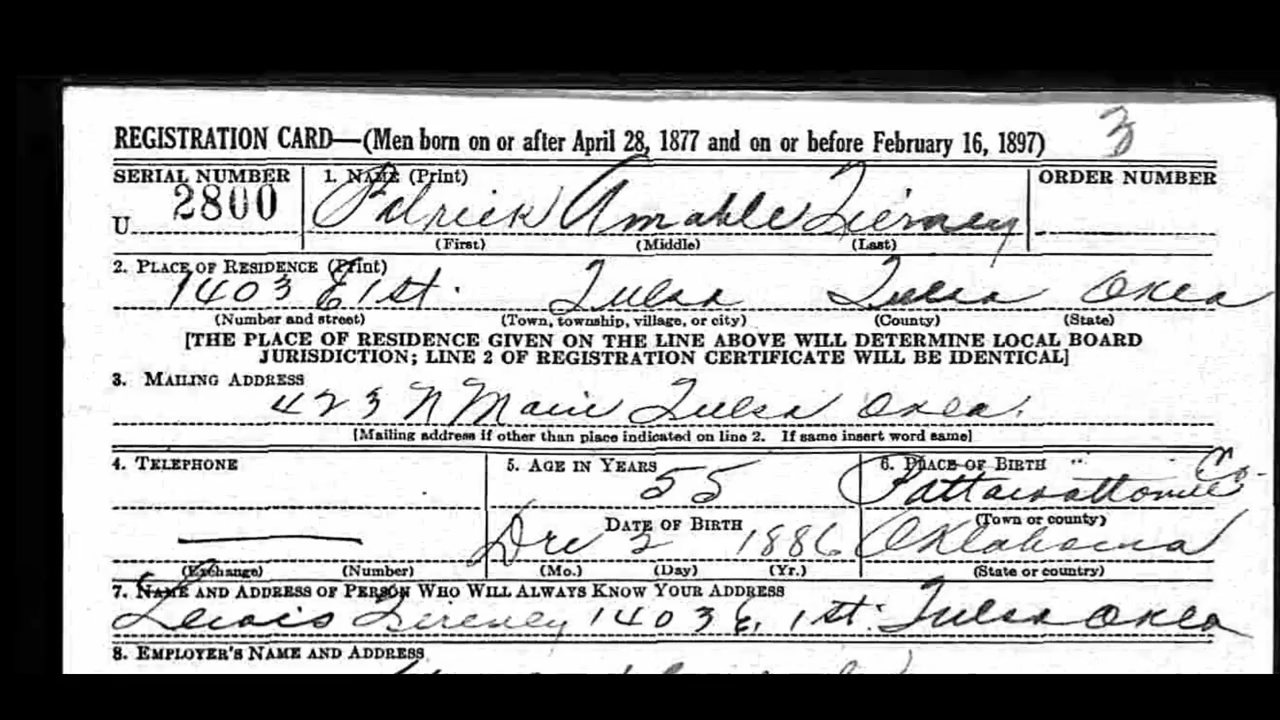 3
REGISTRATION CARD—(Men born on or after April 28, 1877 and on or before February 16, 1897)
SERIAL NUMBER 1. NAME (Print) ORDER NUMBER
U 2800 Patrick Amable Tierney
(First) (Middle) (Last)
2. PLACE OF RESIDENCE (Print)
1403 E 1st. Tulsa Tulsa Okla
(Number and street) (Town, township, village, or city) (County) (State)
[THE PLACE OF RESIDENCE GIVEN ON THE LINE ABOVE WILL DETERMINE LOCAL BOARD
JURISDICTION; LINE 2 OF REGISTRATION CERTIFICATE WILL BE IDENTICAL]
3. MAILING ADDRESS
423 N Main Tulsa Okla.
[Mailing address if other than place indicated on line 2. If same insert word same]
4. TELEPHONE 5. AGE IN YEARS 6. PLACE OF BIRTH
55 Pattawattomie Co.
DATE OF BIRTH (Town or county)
Dec 2 1886 Oklahoma
(Exchange) (Number) (Mo.) (Day) (Yr.) (State or country)
7. NAME AND ADDRESS OF PERSON WHO WILL ALWAYS KNOW YOUR ADDRESS
1403 E. 1st. Tulsa Okla
8. EMPLOYER'S NAME AND ADDRESS